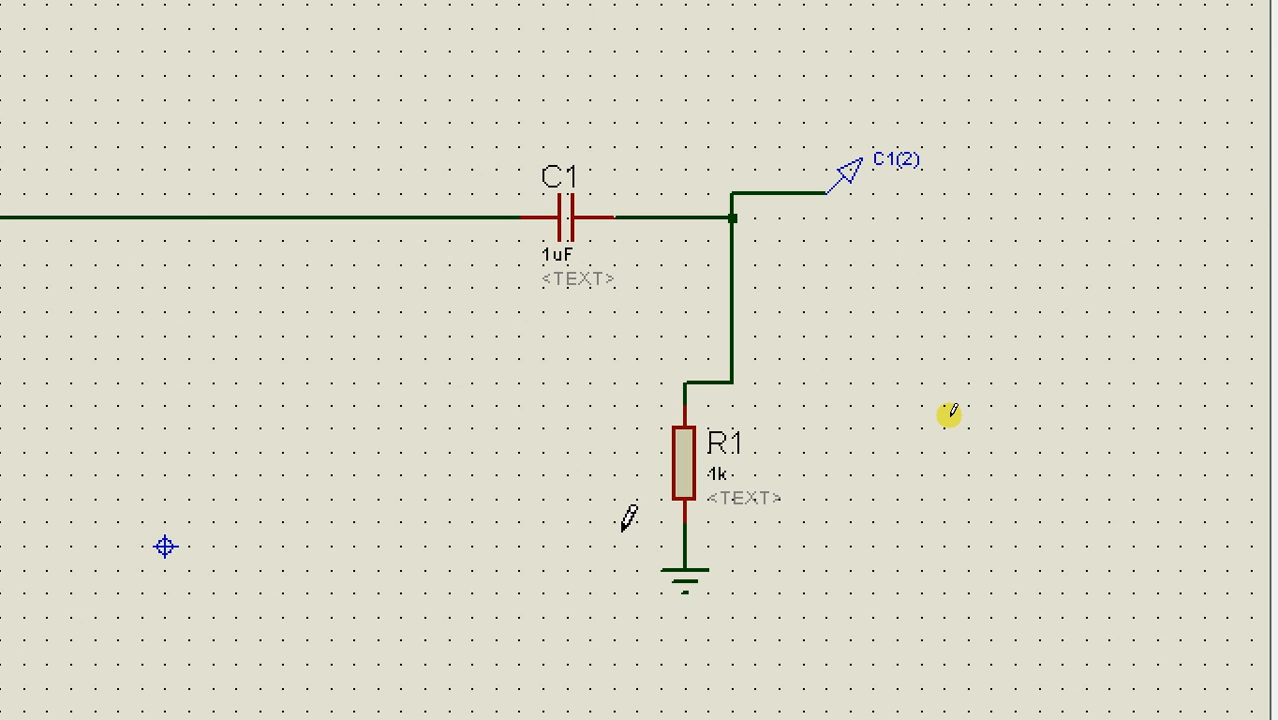 C1(2)
C1
1uF
<TEXT>
R1
1k
<TEXT>